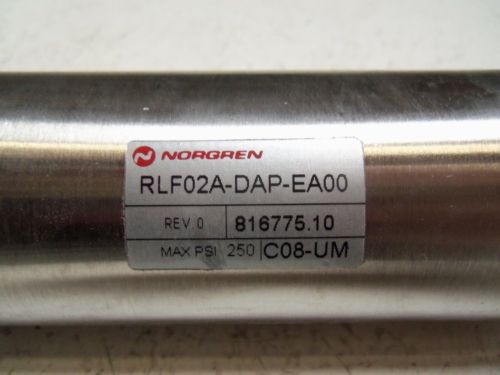 NORGREN
RLF02A-DAP-EA00
REV.0 816775.10
MAX PSI 250 C08-UM